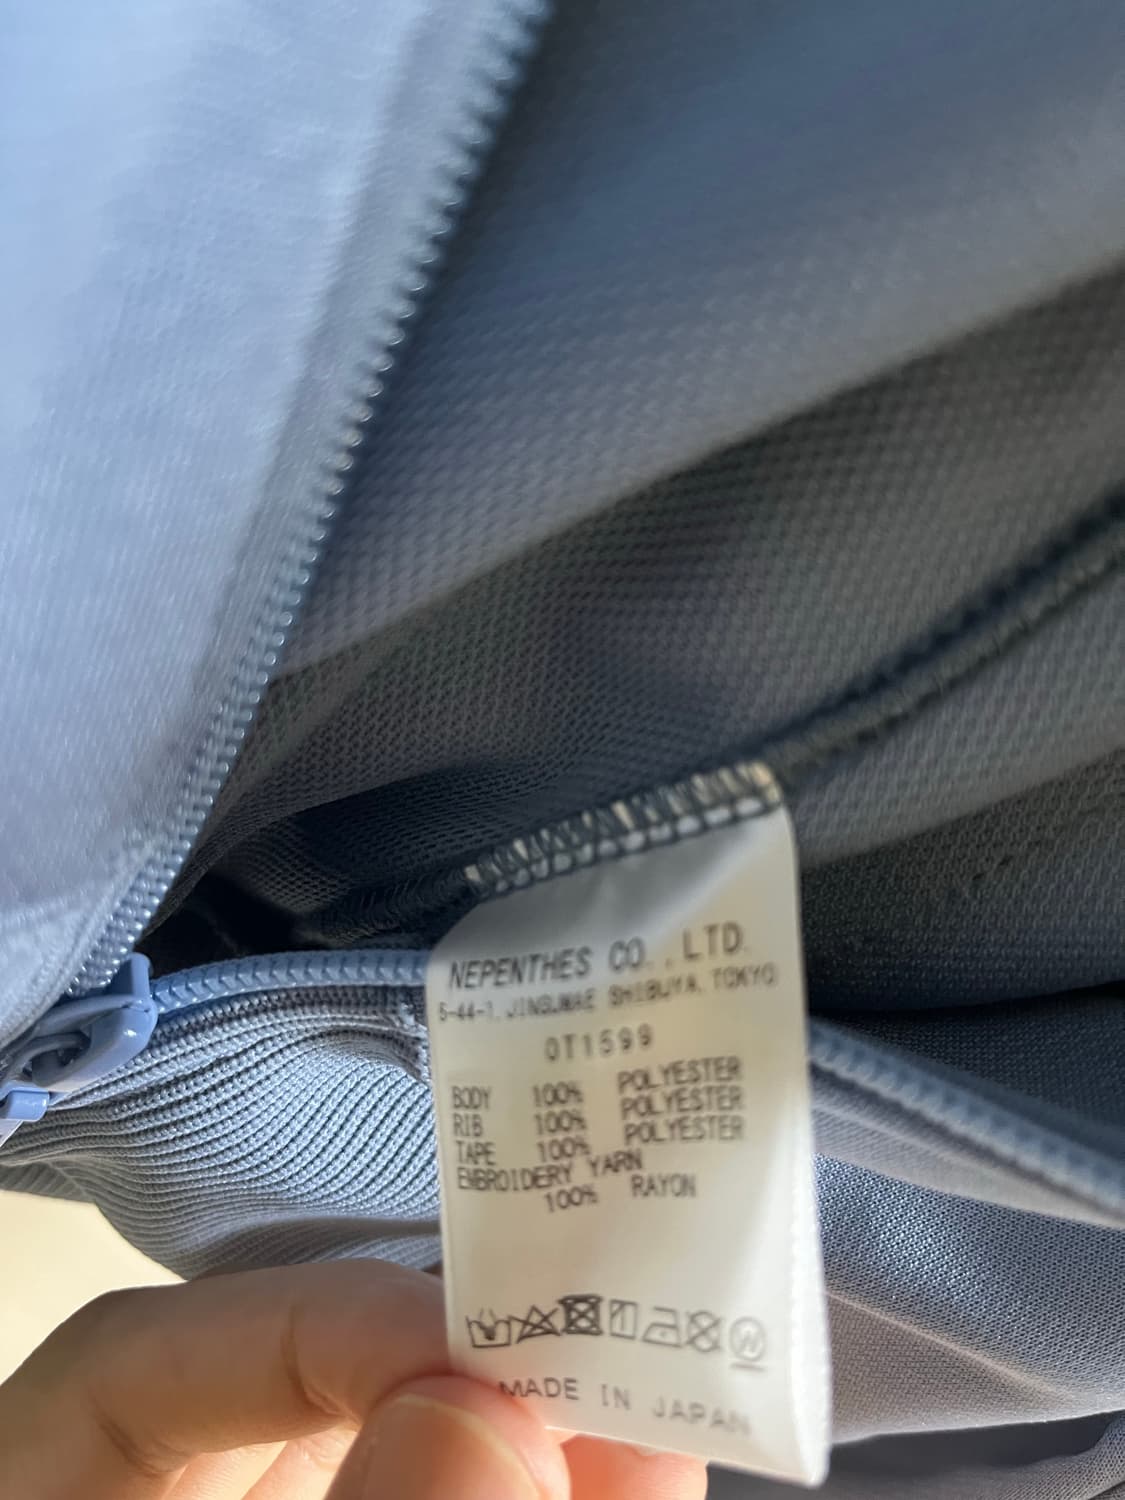 NEPENTHES CO.,LTD.
5-44-1,JINGUMAE SHIBUYA,TOKYO
OT1599
BODY 100% POLYESTER
RIB 100% POLYESTER
TAPE 100% POLYESTER
EMBROIDERY YARN
100% RAYON
W
MADE IN JAPAN